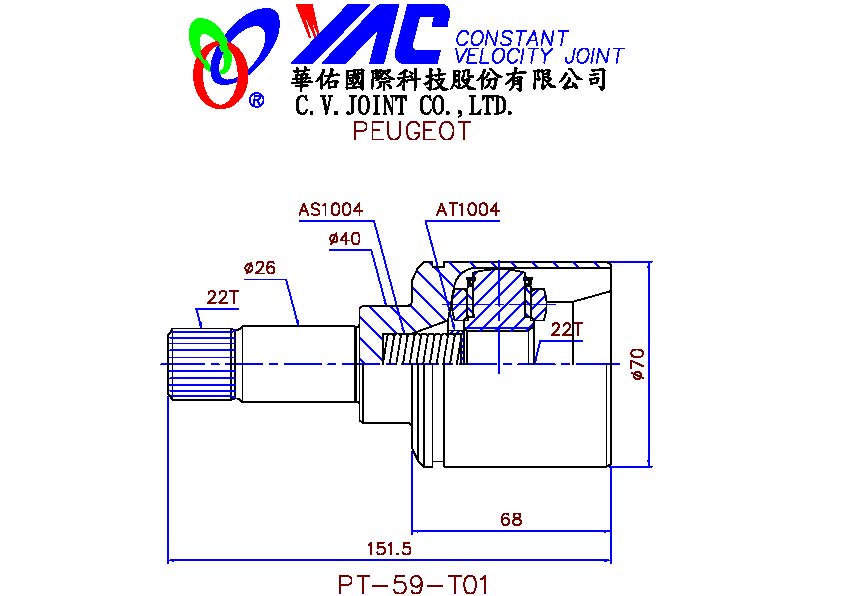 YAC CONSTANT
VELOCITY JOINT
®
華佑國際科技股份有限公司
C.V.JOINT CO.,LTD.
PEUGEOT
AS1004
AT1004
ø40
ø26
22T
22T
ø70
68
151.5
PT-59-T01